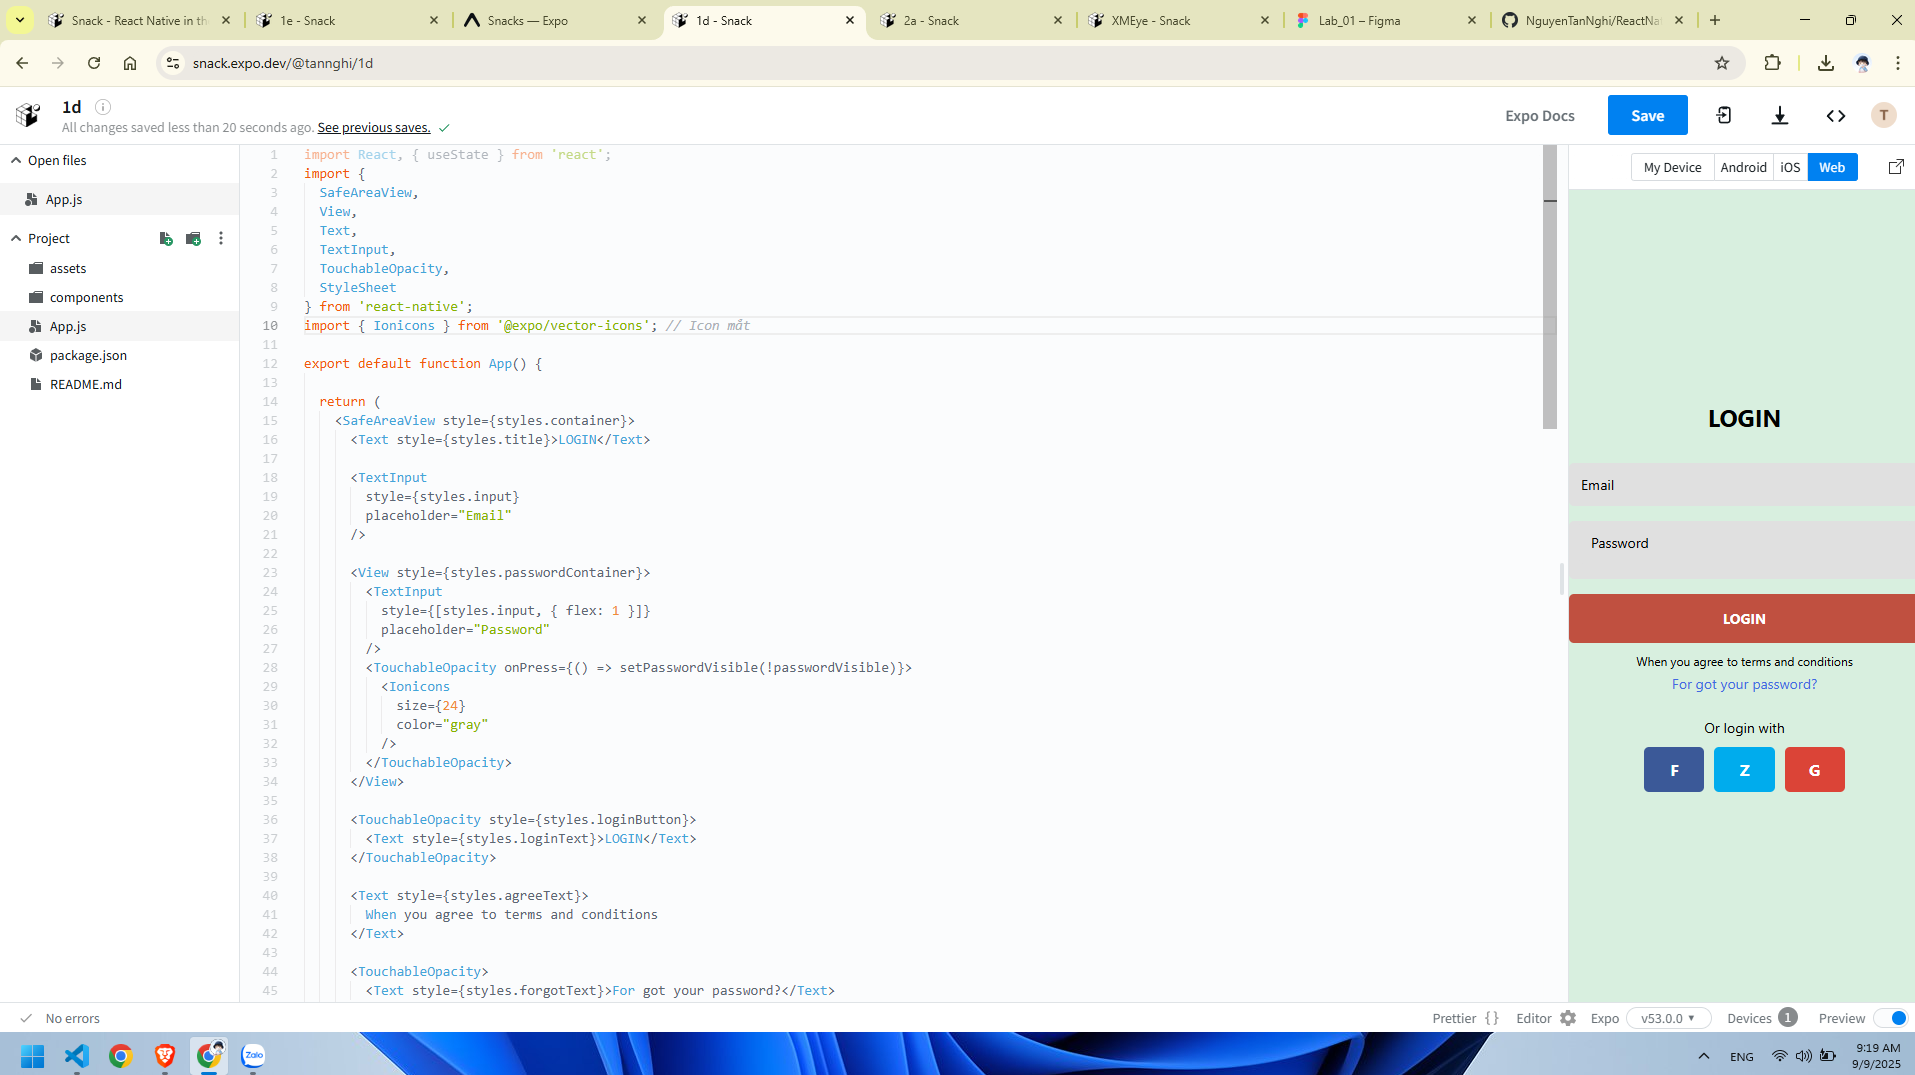 Snack - React Native in the
1e - Snack
Snacks — Expo
1d - Snack
2a - Snack
XMEye - Snack
Lab_01 – Figma
NguyenTanNghi/ReactNat
snack.expo.dev/@tannghi/1d
1d
All changes saved less than 20 seconds ago. See previous saves.
Expo Docs
Save
T
Open files
App.js
Project
assets
components
App.js
package.json
README.md
1 import React, { useState } from 'react';
2 import {
3 SafeAreaView,
4 View,
5 Text,
6 TextInput,
7 TouchableOpacity,
8 StyleSheet
9 } from 'react-native';
10 import { Ionicons } from '@expo/vector-icons'; // Icon mắt
11
12 export default function App() {
13
14 return (
15 <SafeAreaView style={styles.container}>
16 <Text style={styles.title}>LOGIN</Text>
17
18 <TextInput
19 style={styles.input}
20 placeholder="Email"
21 />
22
23 <View style={styles.passwordContainer}>
24 <TextInput
25 style={[styles.input, { flex: 1 }]}
26 placeholder="Password"
27 />
28 <TouchableOpacity onPress={() => setPasswordVisible(!passwordVisible)}>
29 <Ionicons
30 size={24}
31 color="gray"
32 />
33 </TouchableOpacity>
34 </View>
35
36 <TouchableOpacity style={styles.loginButton}>
37 <Text style={styles.loginText}>LOGIN</Text>
38 </TouchableOpacity>
39
40 <Text style={styles.agreeText}>
41 When you agree to terms and conditions
42 </Text>
43
44 <TouchableOpacity>
45 <Text style={styles.forgotText}>For got your password?</Text>
My Device
Android
iOS
Web
LOGIN
Email
Password
LOGIN
When you agree to terms and conditions
For got your password?
Or login with
F
Z
G
No errors
Prettier { }
Editor
Expo
v53.0.0
Devices 1
Preview
Zalo
ENG
9:19 AM
9/9/2025